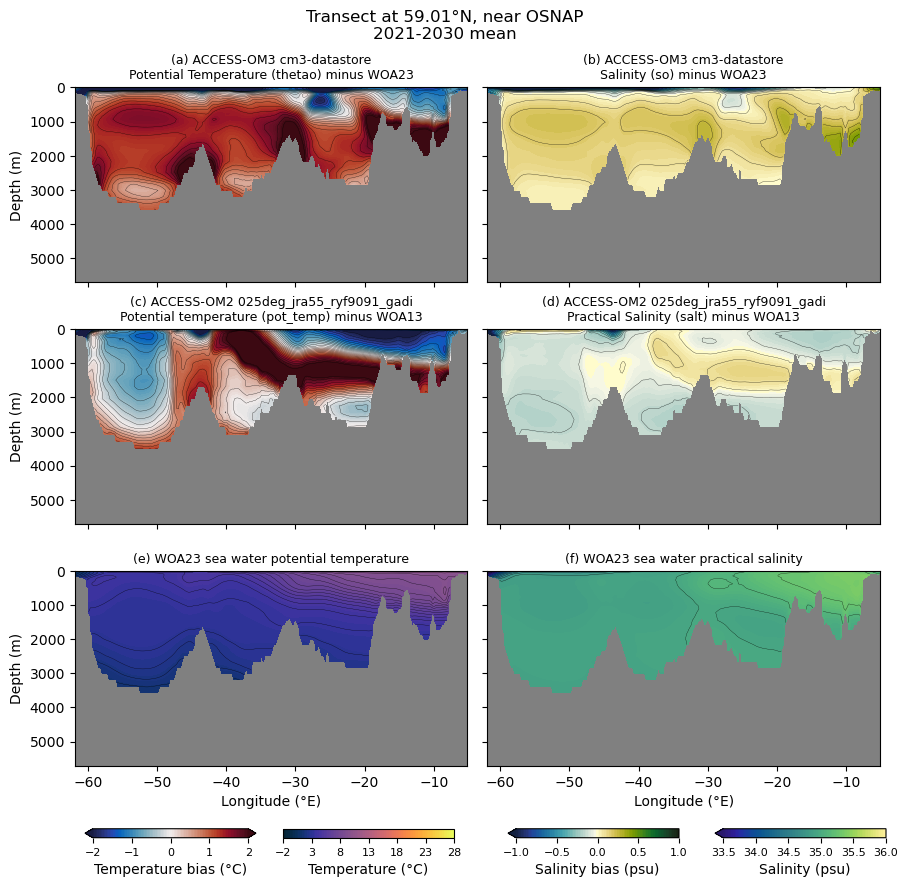 Transect at 59.01°N, near OSNAP
2021-2030 mean
(a) ACCESS-OM3 cm3-datastore
Potential Temperature (thetao) minus WOA23
(b) ACCESS-OM3 cm3-datastore
Salinity (so) minus WOA23
0
1000
2000
3000
4000
5000
Depth (m)
(c) ACCESS-OM2 025deg_jra55_ryf9091_gadi
Potential temperature (pot_temp) minus WOA13
(d) ACCESS-OM2 025deg_jra55_ryf9091_gadi
Practical Salinity (salt) minus WOA13
0
1000
2000
3000
4000
5000
Depth (m)
(e) WOA23 sea water potential temperature
(f) WOA23 sea water practical salinity
0
1000
2000
3000
4000
5000
Depth (m)
−60 −50 −40 −30 −20 −10
Longitude (°E)
−60 −50 −40 −30 −20 −10
Longitude (°E)
−2 −1 0 1 2
Temperature bias (°C)
−2 3 8 13 18 23 28
Temperature (°C)
−1.0 −0.5 0.0 0.5 1.0
Salinity bias (psu)
33.5 34.0 34.5 35.0 35.5 36.0
Salinity (psu)